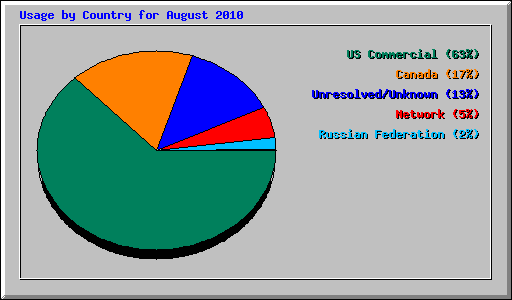 Usage by Country for August 2010
US Commercial (63%)
Canada (17%)
Unresolved/Unknown (13%)
Network (5%)
Russian Federation (2%)